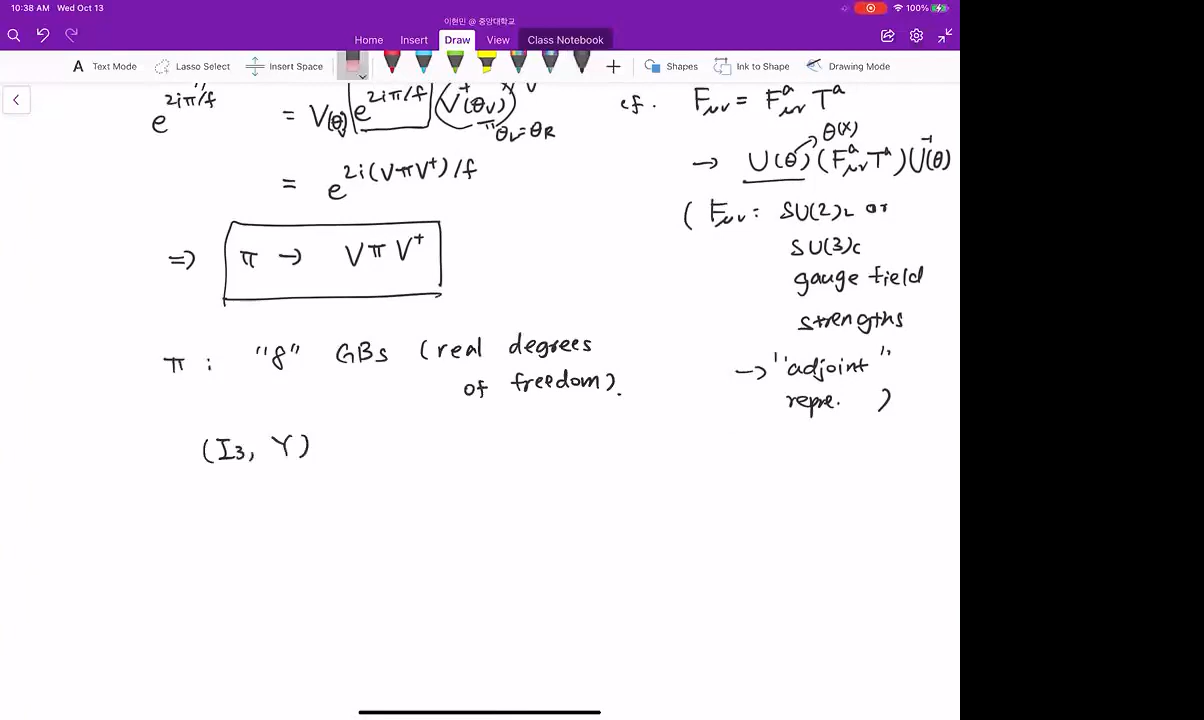 10:38 AM Wed Oct 13
100%
이현민 @ 중앙대학교
Home Insert Draw View Class Notebook
A Text Mode Lasso Select Insert Space Shapes Ink to Shape Drawing Mode
e^{2iπ/f} = V(θ) e^{2iπ/f} V⁺(θ_V)
θ_L=θ_R
= e^{2i(VπV⁺)/f}
⇒ π → VπV⁺
π : "8" GBs (real degrees
of freedom).
(I₃, Y)
cf. F_{μν} = F^a_{μν} T^a
θ(x)
→ U(θ)(F^a_{μν}T^a)U^{-1}(θ)
( F_{μν} : SU(2)_L or
SU(3)_C
gauge field
strengths
→ "adjoint"
repre. )